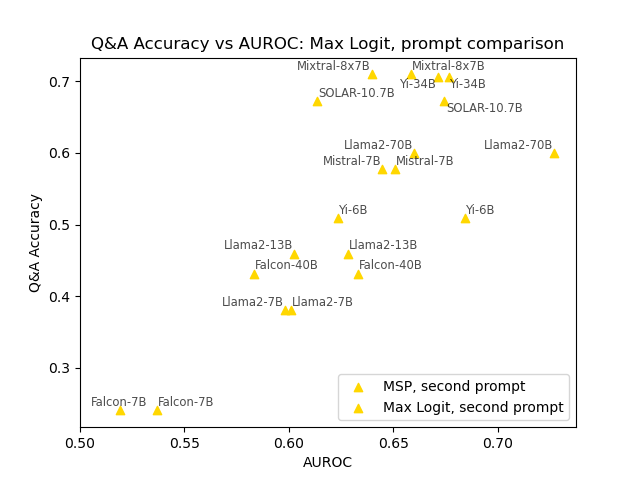 Q&A Accuracy vs AUROC: Max Logit, prompt comparison
Mixtral-8x7B
Mixtral-8x7B
0.7
Yi-34B
Yi-34B
SOLAR-10.7B
SOLAR-10.7B
Llama2-70B
Llama2-70B
0.6
Mistral-7B
Mistral-7B
Q&A Accuracy
0.5
Yi-6B
Yi-6B
Llama2-13B
Llama2-13B
Falcon-40B
Falcon-40B
0.4
Llama2-7B
Llama2-7B
0.3
Falcon-7B
Falcon-7B
MSP, second prompt
Max Logit, second prompt
0.50
0.55
0.60
0.65
0.70
AUROC